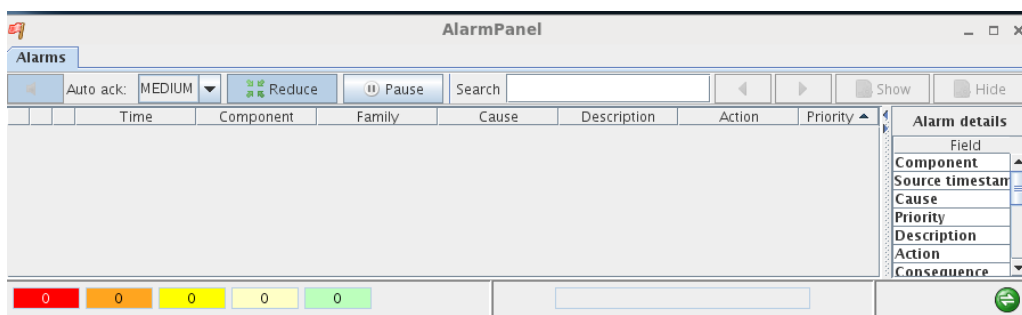 AlarmPanel
Alarms
Auto ack: MEDIUM Reduce Pause Search Show Hide
Time Component Family Cause Description Action Priority Alarm details
Field
Component
Source timestam
Cause
Priority
Description
Action
Consequence
0 0 0 0 0